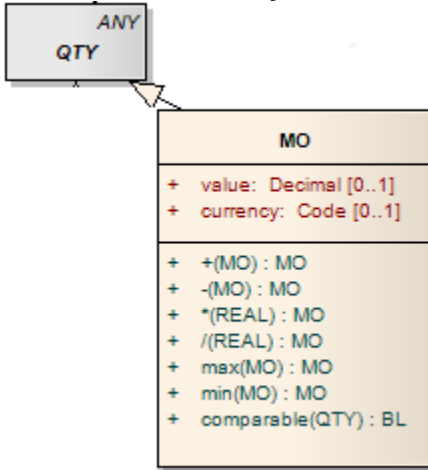 ANY
QTY
MO
+ value: Decimal [0..1]
+ currency: Code [0..1]
+ +(MO) : MO
+ -(MO) : MO
+ *(REAL) : MO
+ /(REAL) : MO
+ max(MO) : MO
+ min(MO) : MO
+ comparable(QTY) : BL